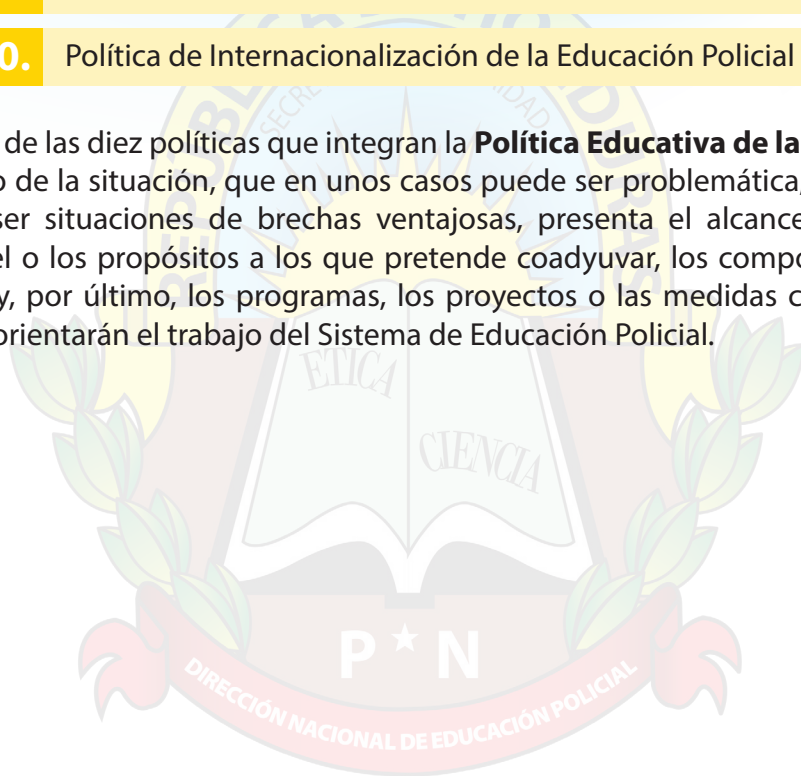 0. Política de Internacionalización de la Educación Policial
de las diez políticas que integran la Política Educativa de la
o de la situación, que en unos casos puede ser problemática,
ser situaciones de brechas ventajosas, presenta el alcance
el o los propósitos a los que pretende coadyuvar, los compo
y, por último, los programas, los proyectos o las medidas c
orientarán el trabajo del Sistema de Educación Policial.
ETICA
CIENCIA
P N
DIRECCIÓN NACIONAL DE EDUCACIÓN POLICIAL